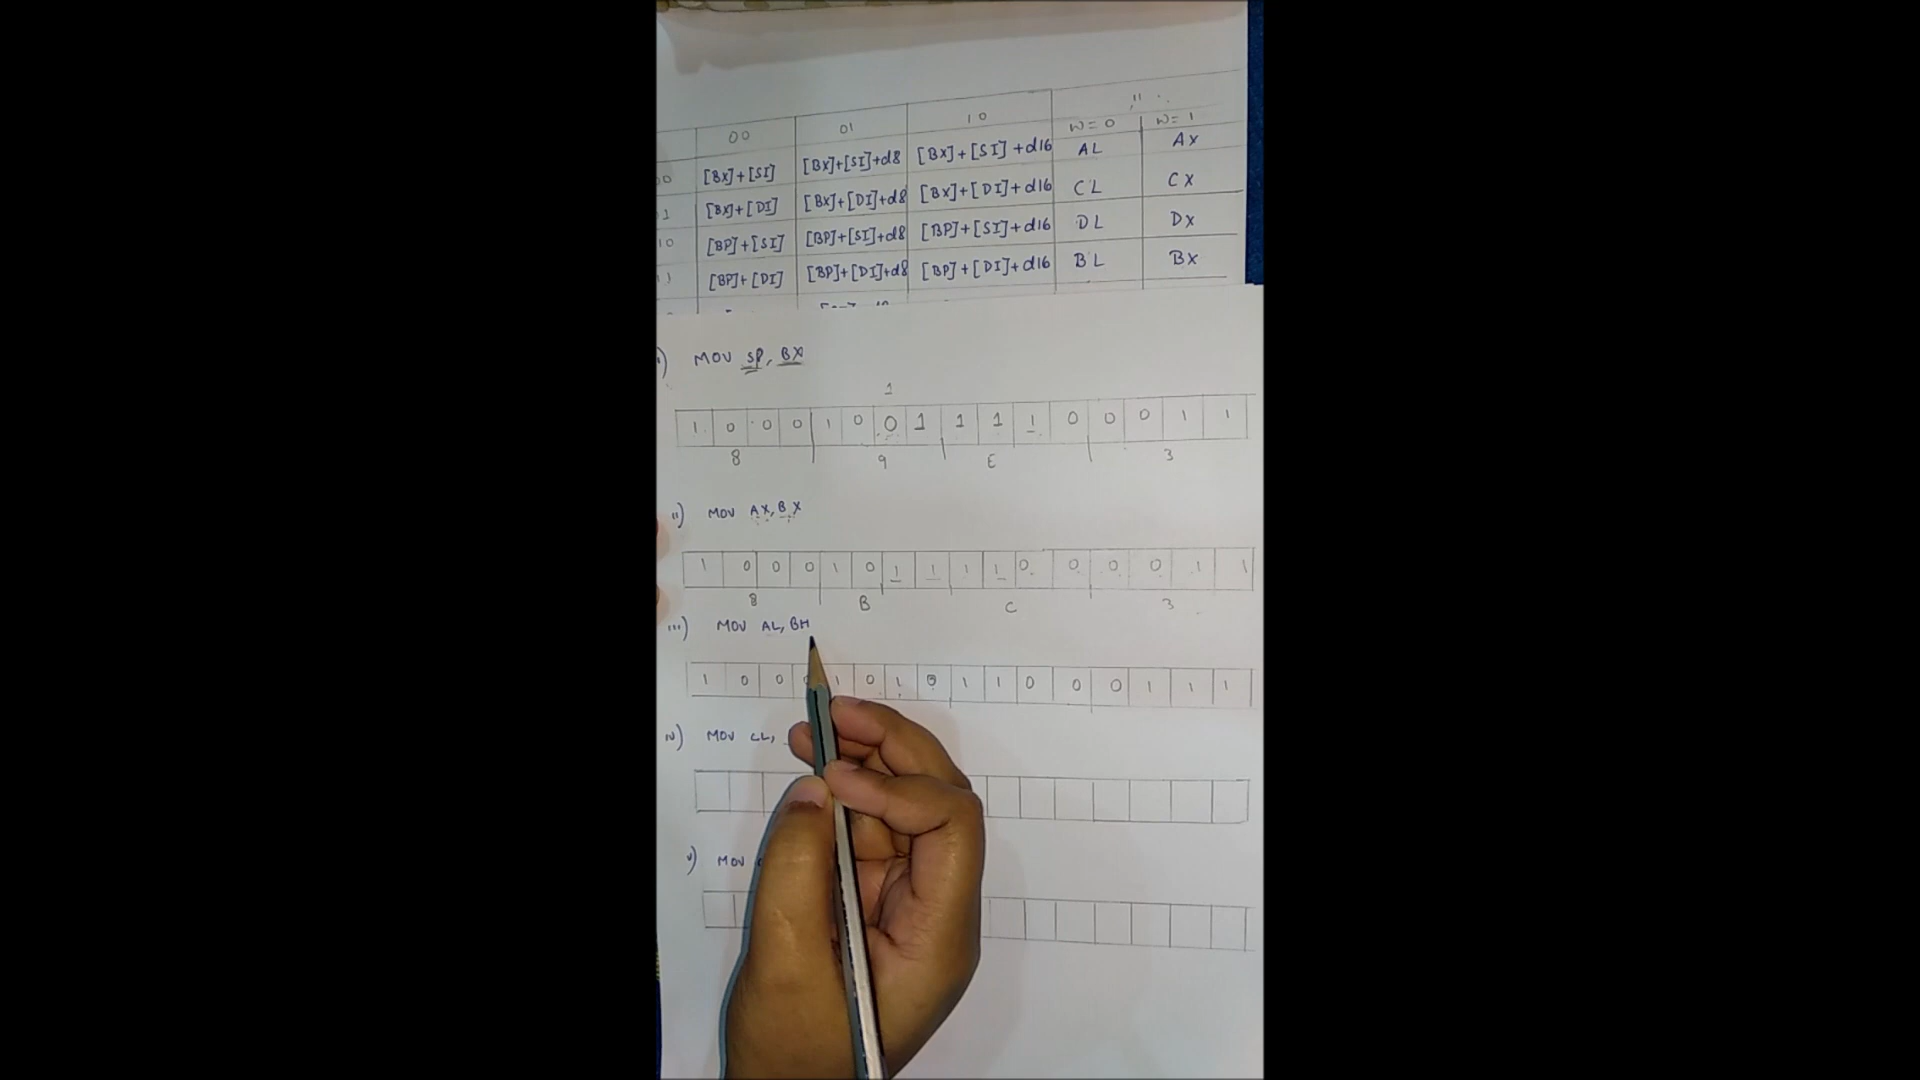 00 01 10 11
W=0 W=1
[BX]+[SI] [BX]+[SI]+d8 [BX]+[SI]+d16 AL AX
1 [BX]+[DI] [BX]+[DI]+d8 [BX]+[DI]+d16 CL CX
10 [BP]+[SI] [BP]+[SI]+d8 [BP]+[SI]+d16 DL DX
[BP]+[DI] [BP]+[DI]+d8 [BP]+[DI]+d16 BL BX
) MOV SP, BX
1
1 0 0 0 1 0 0 1 1 1 1 0 0 0 1 1
8 9 E 3
ii) MOV AX, BX
1 0 0 0 1 0 1 1 1 1 0 0 0 0 1 1
8 B C 3
iii) MOV AL, BH
1 0 0 0 1 0 1 0 1 1 0 0 0 1 1 1
iv) MOV CL,
v) MOV